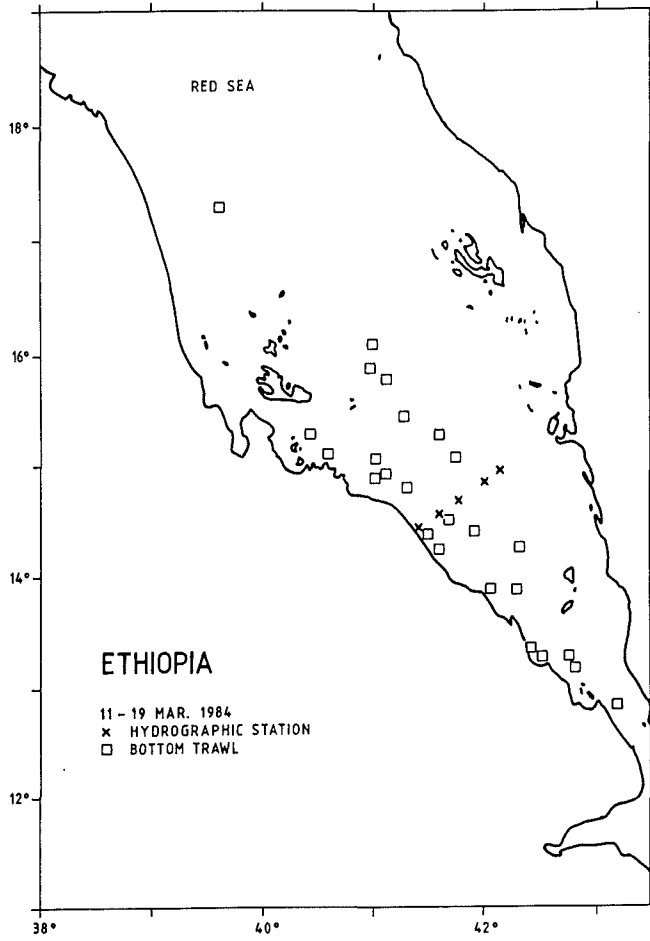 RED SEA
18°
16°
14°
ETHIOPIA
11 – 19 MAR. 1984
× HYDROGRAPHIC STATION
□ BOTTOM TRAWL
12°
38° 40° 42°